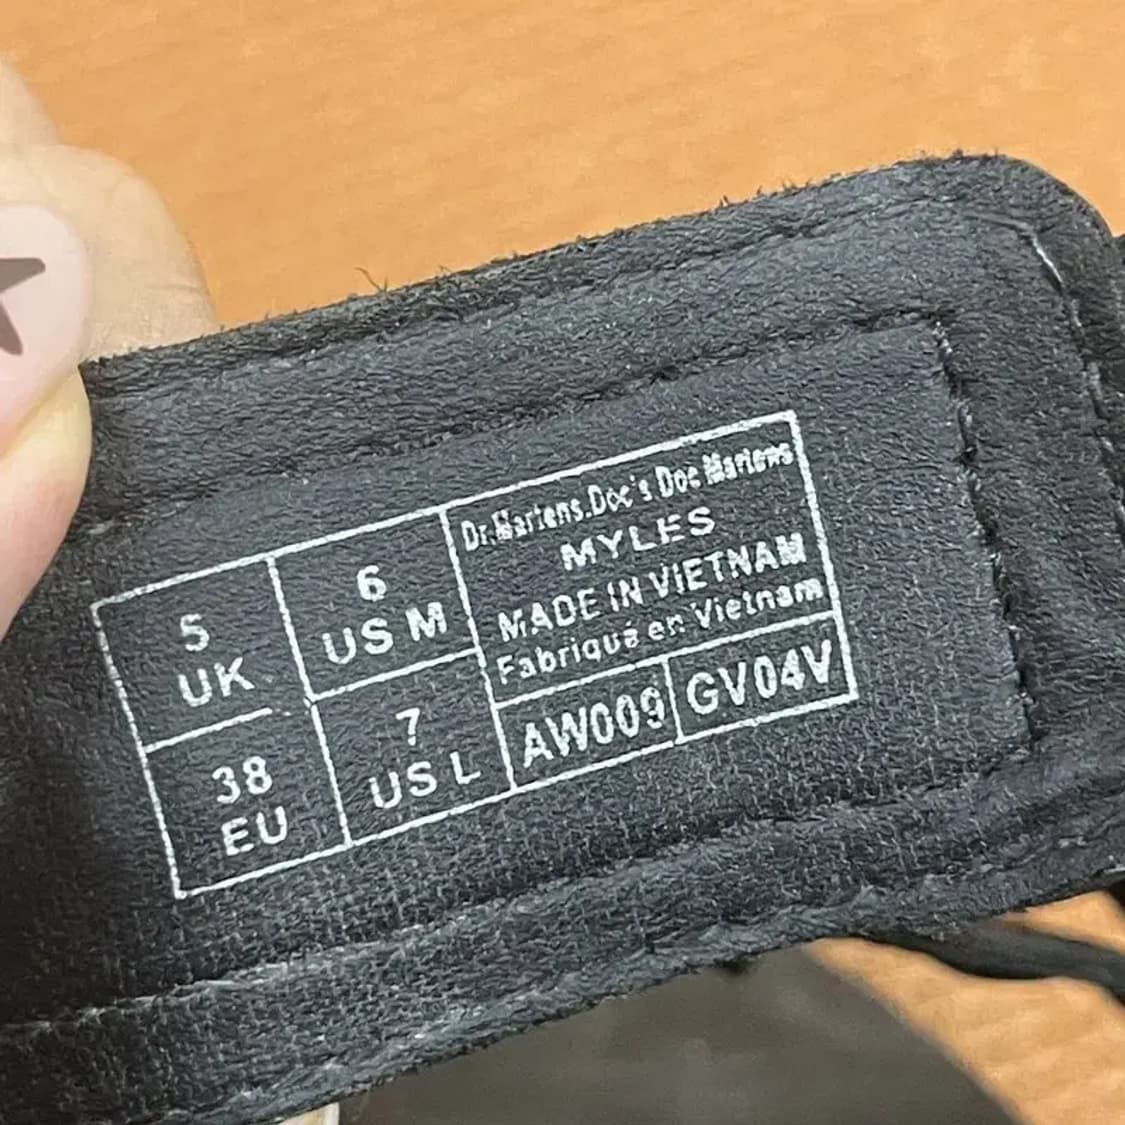 5
UK
6
US M
38
EU
7
US L
Dr.Martens.Doc's Doc Martens
MYLES
MADE IN VIETNAM
Fabriqué en Vietnam
AW009
GV04V